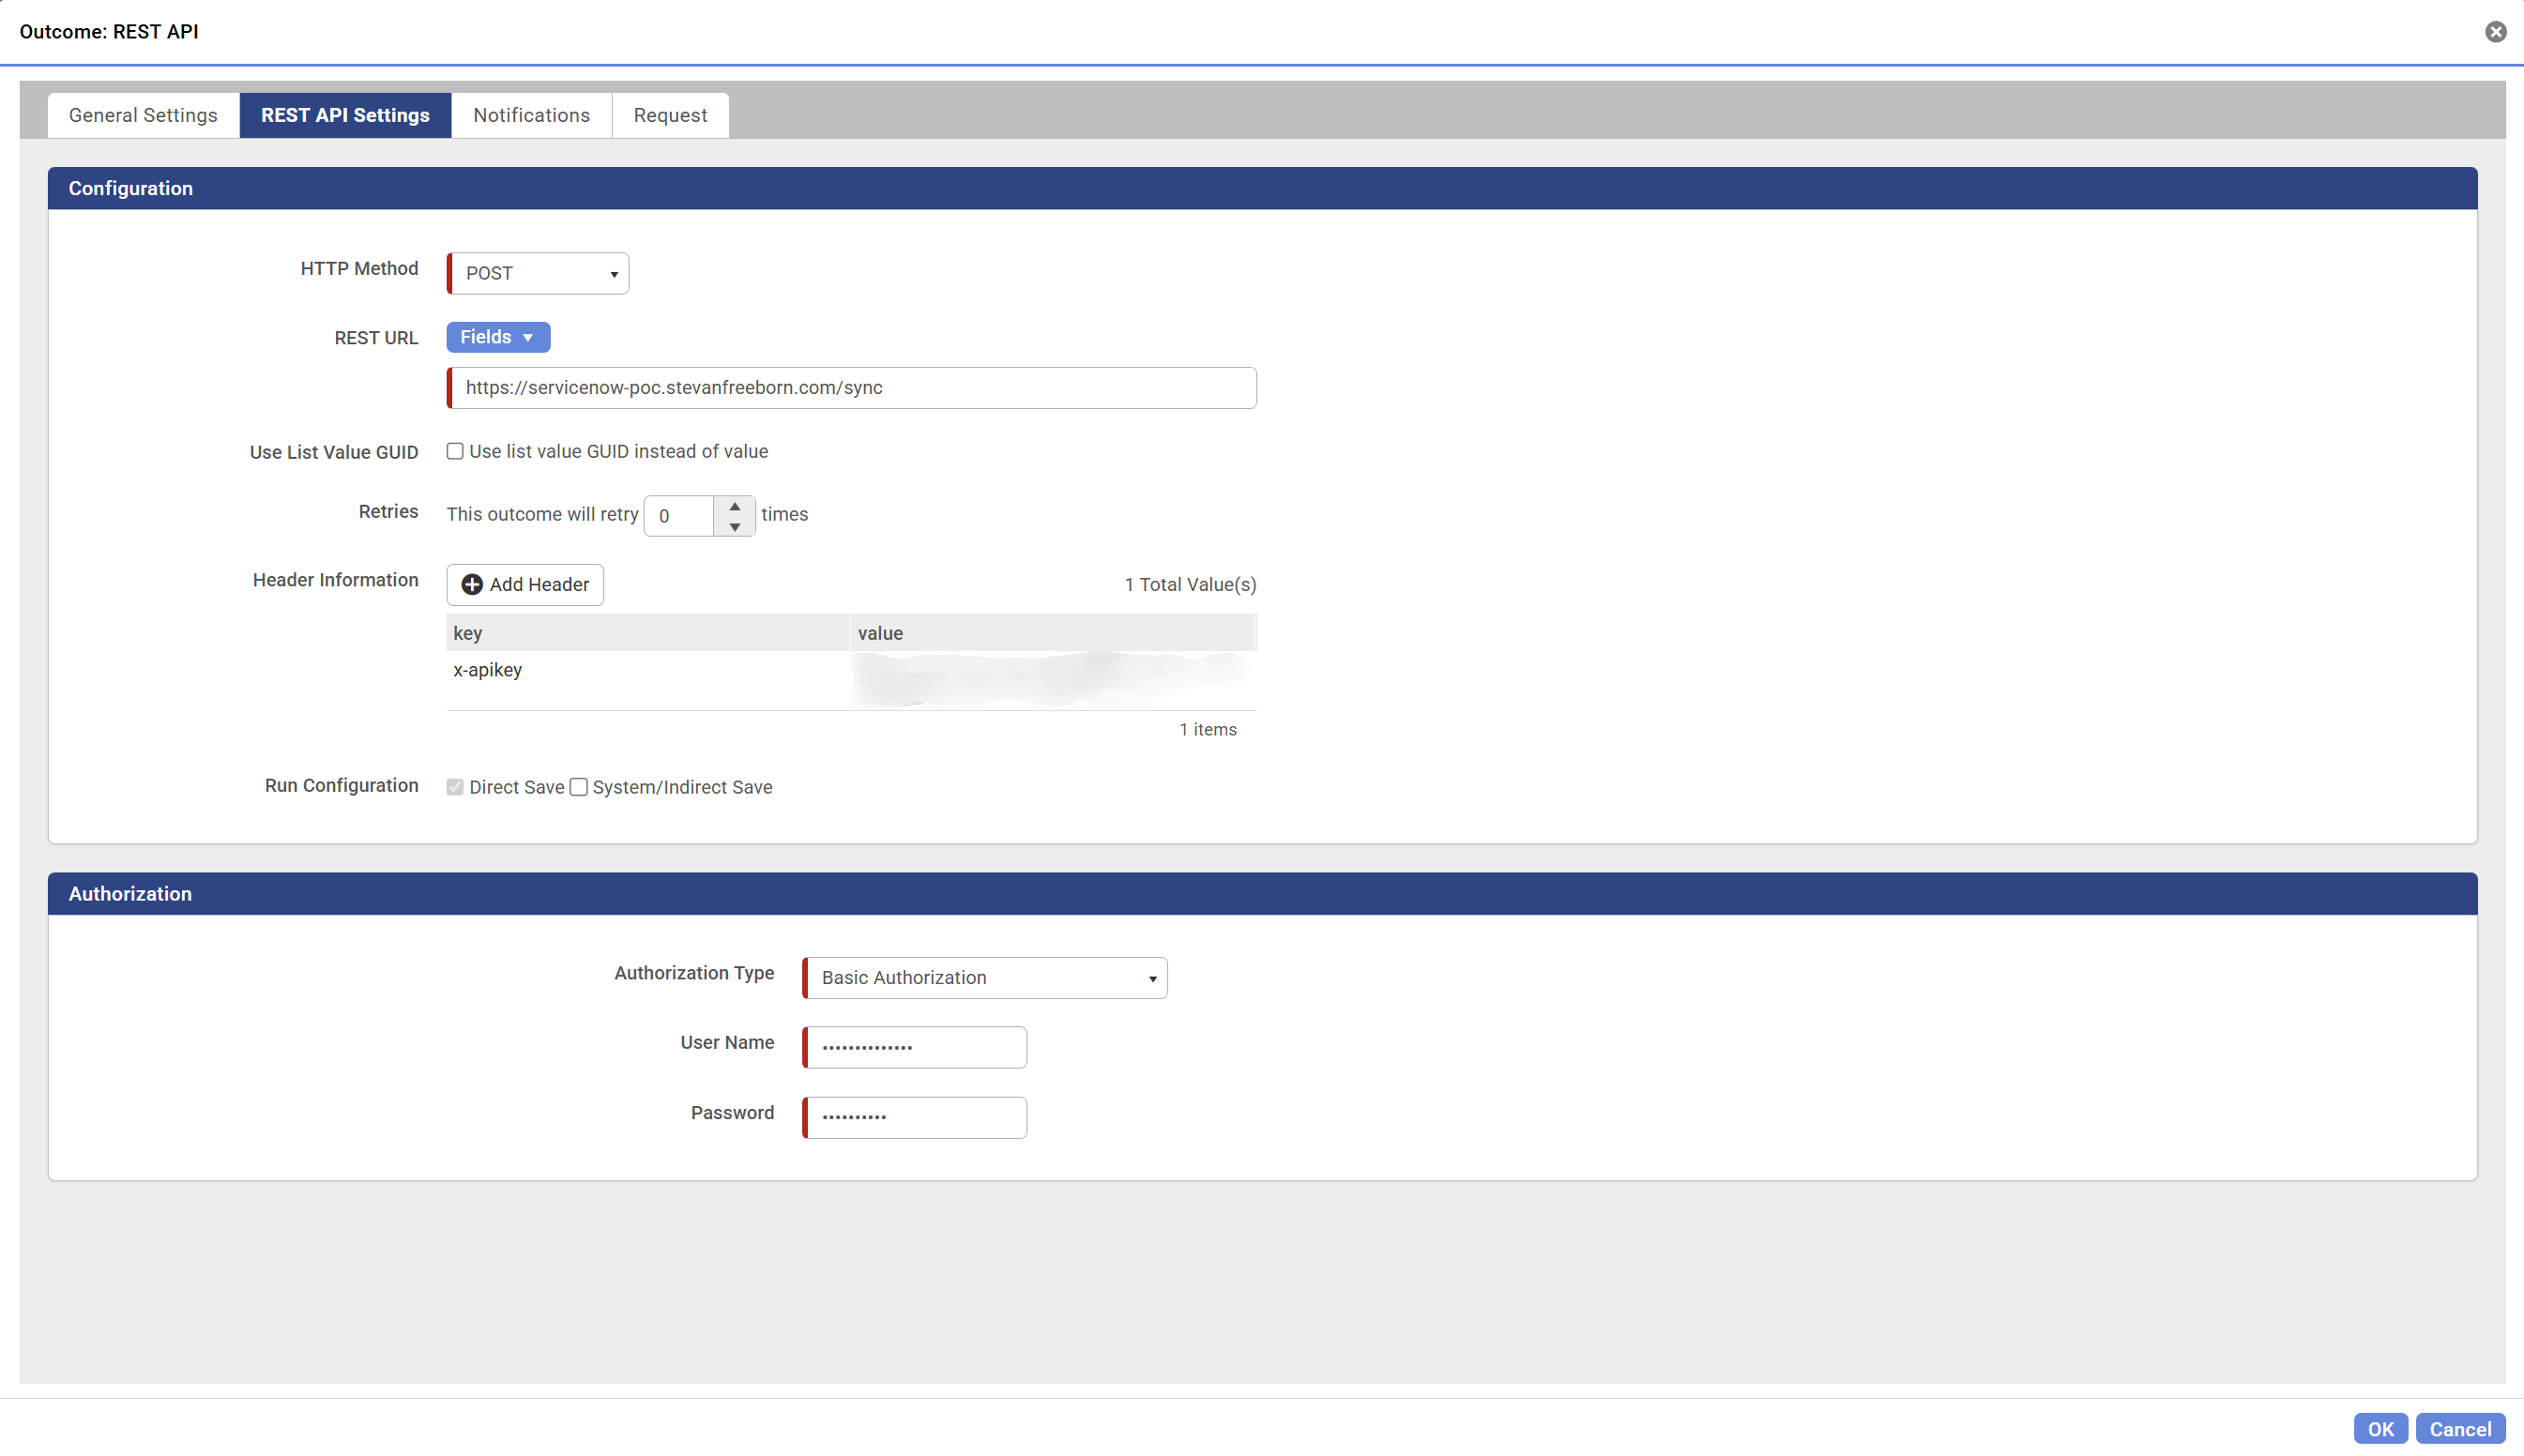 Outcome: REST API
General Settings
REST API Settings
Notifications
Request
Configuration
HTTP Method
POST
REST URL
Fields
https://servicenow-poc.stevanfreeborn.com/sync
Use List Value GUID
Use list value GUID instead of value
Retries
This outcome will retry 0 times
Header Information
Add Header
1 Total Value(s)
key value
x-apikey
1 items
Run Configuration
Direct Save System/Indirect Save
Authorization
Authorization Type
Basic Authorization
User Name
••••••••••••••
Password
••••••••••
OK Cancel